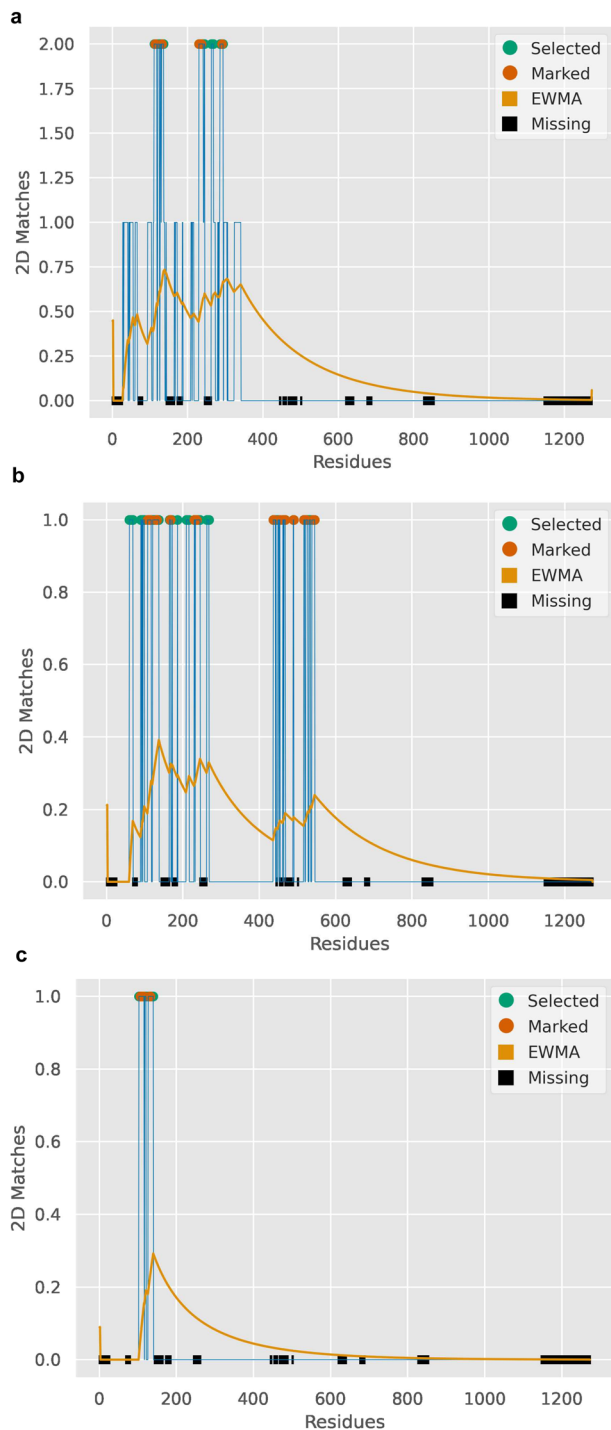 a
2.00
1.75
1.50
1.25
1.00
0.75
0.50
0.25
0.00
2D Matches
0 200 400 600 800 1000 1200
Residues
Selected
Marked
EWMA
Missing
b
1.0
0.8
0.6
0.4
0.2
0.0
2D Matches
0 200 400 600 800 1000 1200
Residues
Selected
Marked
EWMA
Missing
c
1.0
0.8
0.6
0.4
0.2
0.0
2D Matches
0 200 400 600 800 1000 1200
Residues
Selected
Marked
EWMA
Missing